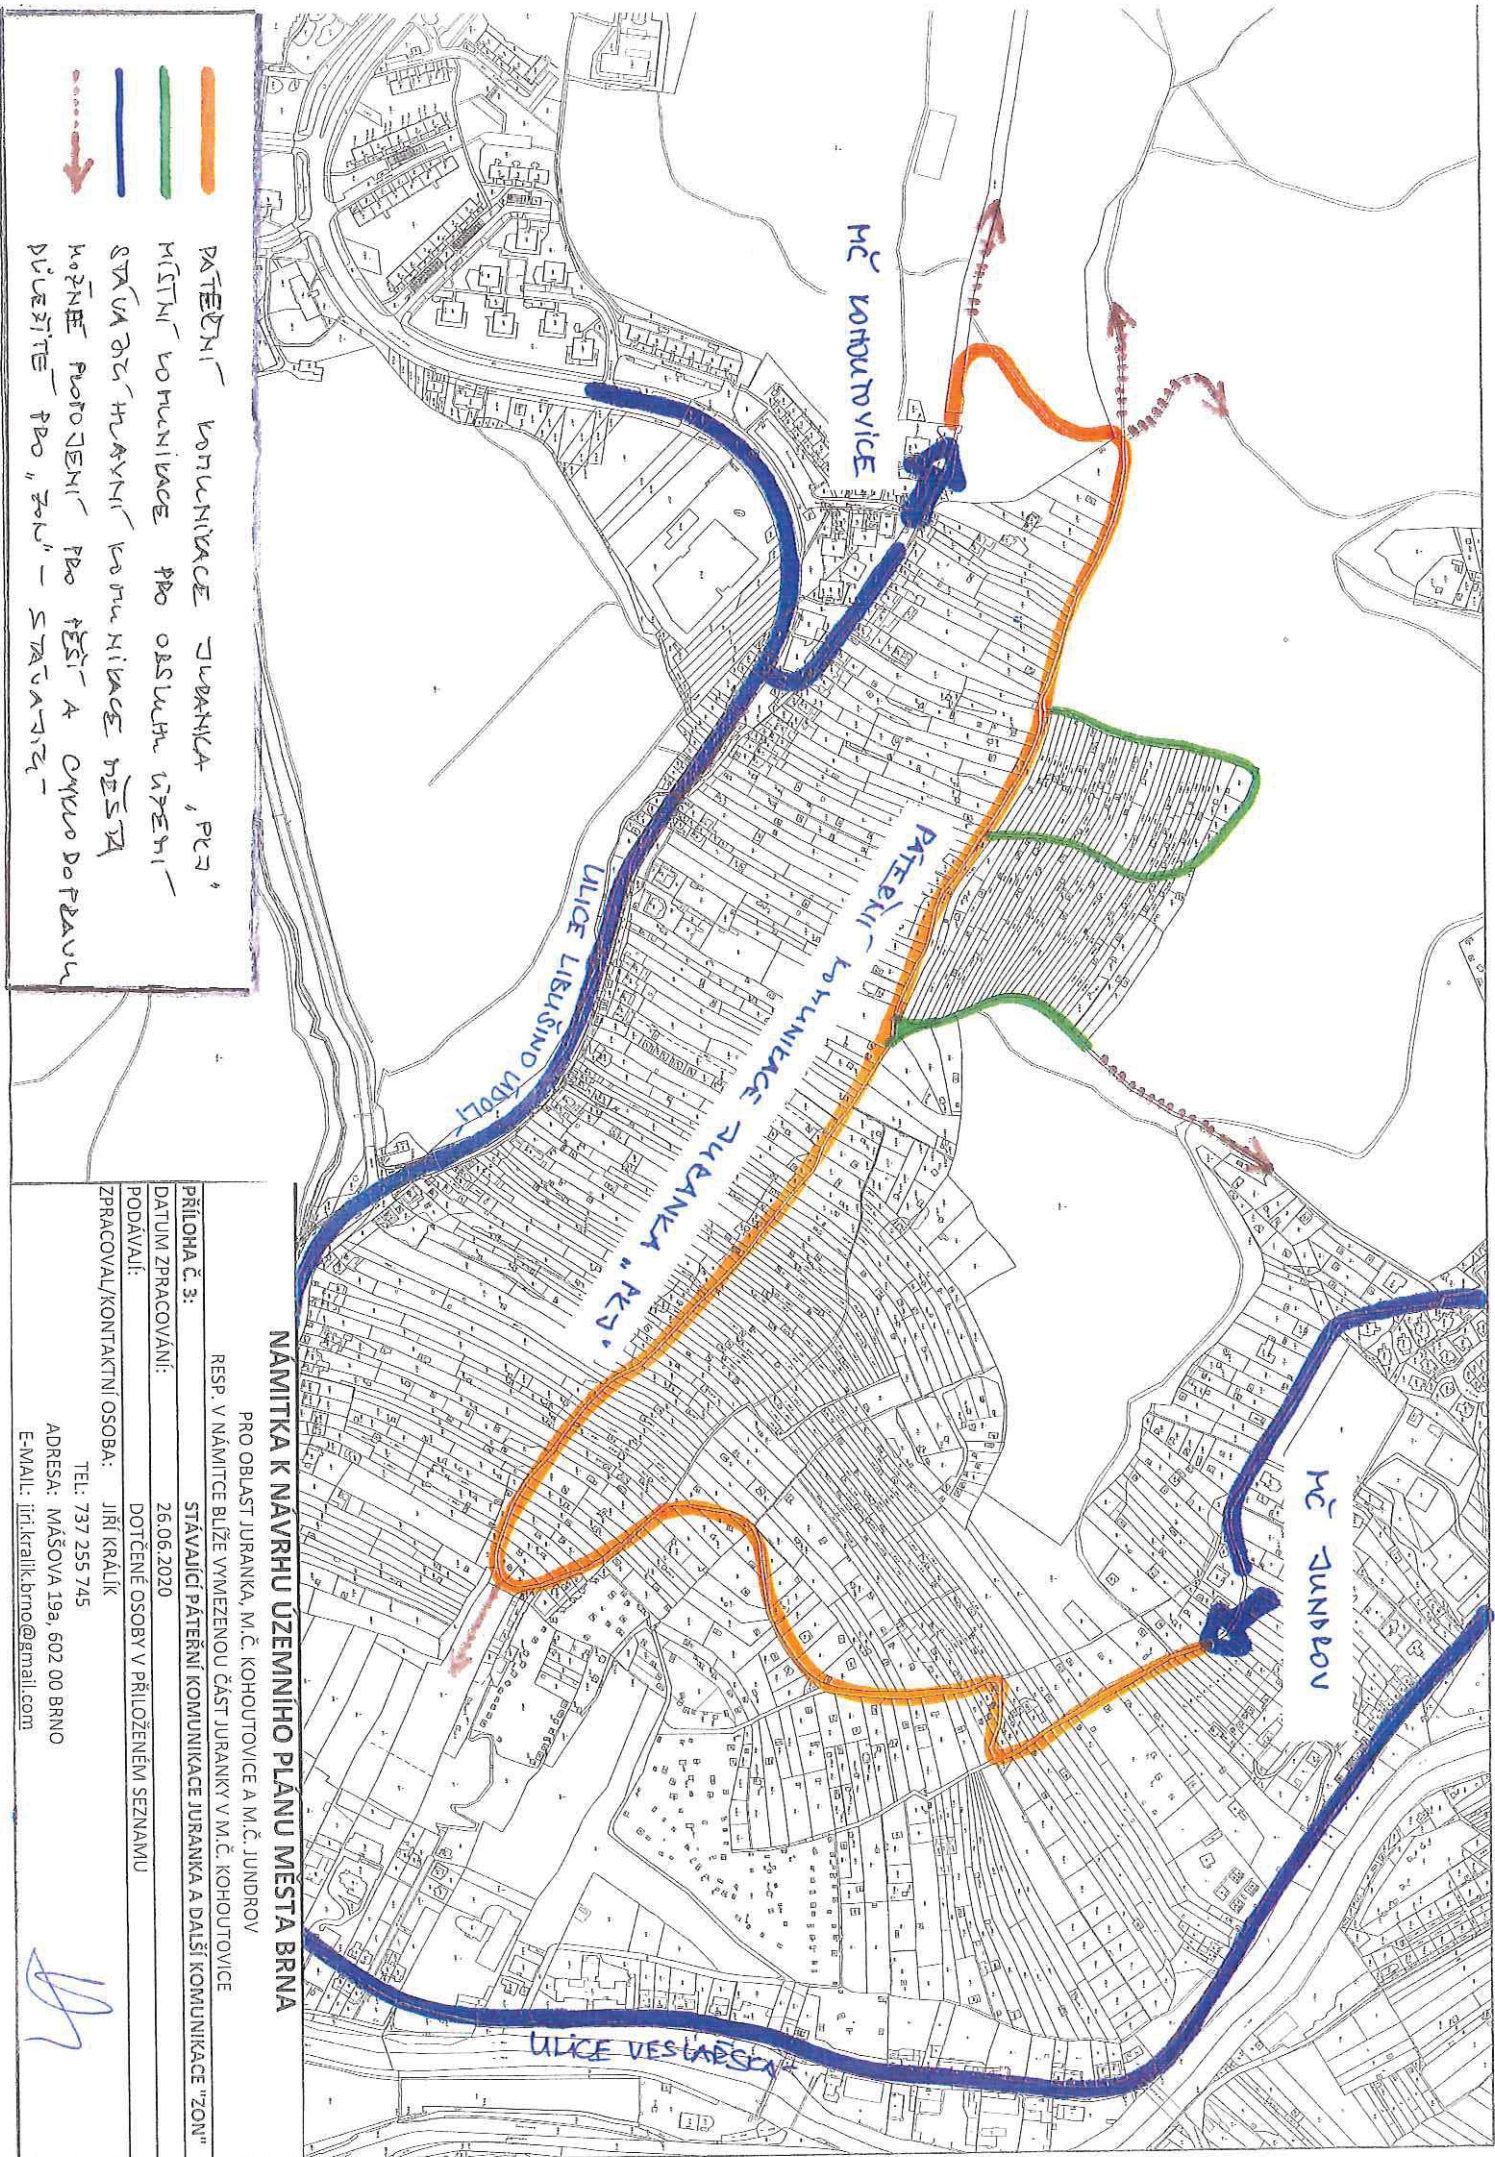 MČ KOHOUTOVICE
MČ JUNDROV
PÁTEŘNÍ KOMUNIKACE JURANKA "PKJ"
ULICE LIBUŠINO ÚDOLÍ
ULICE VESLAŘSKÁ
PÁTEŘNÍ KOMUNIKACE JURANKA "PKJ"
MÍSTNÍ KOMUNIKACE PRO OBSLUHU ÚZEMÍ
STÁVAJÍCÍ HLAVNÍ KOMUNIKACE MĚSTA
MOŽNÉ PROPOJENÍ PRO PĚŠÍ A CYKLO DOPRAVU
DŮLEŽITÉ PRO "ZON" - STÁVAJÍCÍ
NÁMITKA K NÁVRHU ÚZEMNÍHO PLÁNU MĚSTA BRNA
PRO OBLAST JURANKA, M.Č. KOHOUTOVICE A M.Č. JUNDROV
RESP. V NÁMITCE BLÍŽE VYMEZENOU ČÁST JURANKY V M.Č. KOHOUTOVICE
PŘÍLOHA Č. 3: STÁVAJÍCÍ PÁTEŘNÍ KOMUNIKACE JURANKA A DALŠÍ KOMUNIKACE "ZON"
DATUM ZPRACOVÁNÍ: 26.06.2020
PODÁVAJÍ: DOTČENÉ OSOBY V PŘILOŽENÉM SEZNAMU
ZPRACOVAL/KONTAKTNÍ OSOBA: JIŘÍ KRÁLÍK
TEL: 737 255 745
ADRESA: MÁŠOVA 19a, 602 00 BRNO
E-MAIL: jiri.kralik.brno@gmail.com